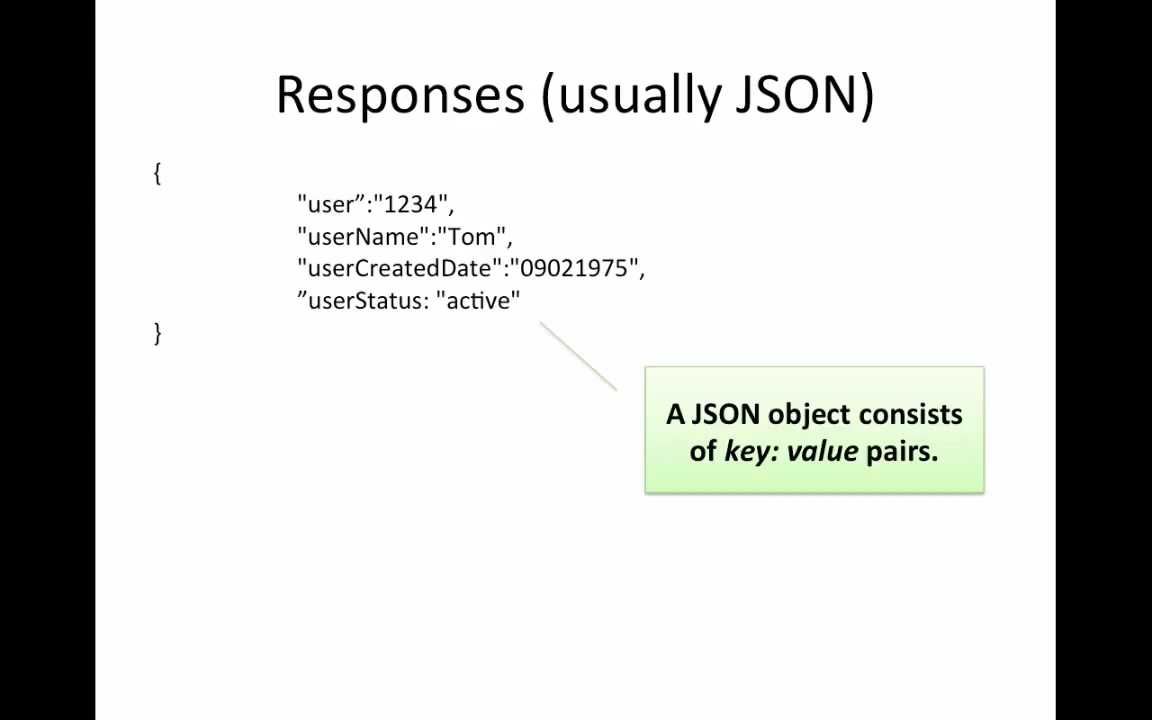 Responses (usually JSON)
{
"user”:"1234",
"userName":"Tom",
"userCreatedDate":"09021975",
”userStatus: "active"
}
A JSON object consists
of key: value pairs.